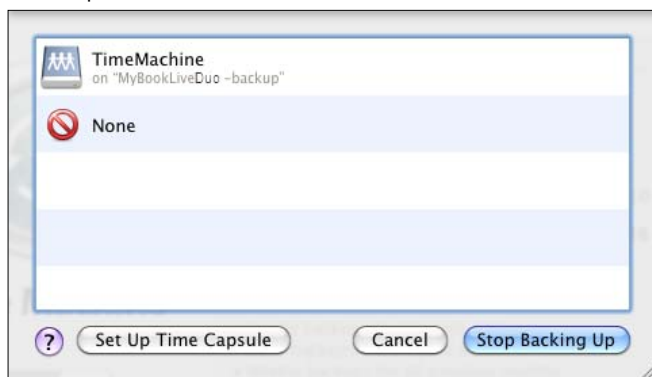 TimeMachine
on "MyBookLiveDuo -backup"
None
? Set Up Time Capsule Cancel Stop Backing Up